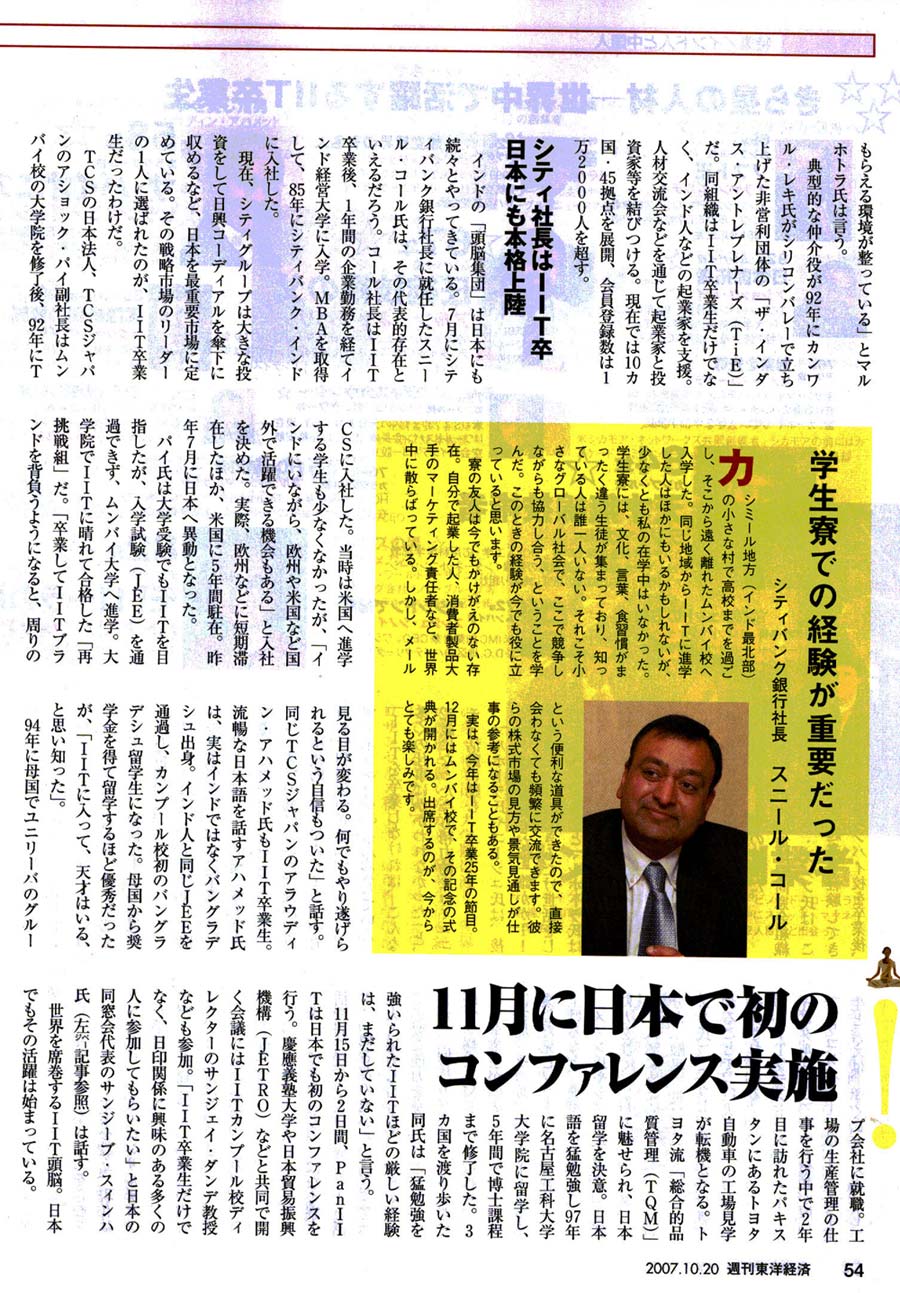 もらえる環境が整っている」とマル
ホトラ氏は言う。
典型的な仲介役が92年にカンワ
ル・レキ氏がシリコンバレーで立ち
上げた非営利団体の「ザ・インダ
ス・アントレプレナーズ（TiE）」
だ。同組織はIIT卒業生だけでな
く、インド人などの起業家を支援。
人材交流会などを通じて起業家と投
資家等を結びつける。現在では10カ
国・45拠点を展開、会員登録数は1
万2000人を超す。
シティ社長はIIT卒
日本にも本格上陸
インドの「頭脳集団」は日本にも
続々とやってきている。7月にシテ
ィバンク銀行社長に就任したスニー
ル・コール氏は、その代表的存在と
いえるだろう。コール社長はIIT
卒業後、1年間の企業勤務を経てイ
ンド経営大学に入学。MBAを取得
して、85年にシティバンク・インド
に入社した。
現在、シティグループは大きな投
資をして日興コーディアルを傘下に
収めるなど、日本を最重要市場に定
めている。その戦略市場のリーダー
の1人に選ばれたのが、IIT卒業
生だったわけだ。
TCSの日本法人、TCSジャパ
ンのアショック・パイ副社長はムン
バイ校の大学院を修了後、92年にT
CSに入社した。当時は米国へ進学
する学生も少なくなかったが、「イ
ンドにいながら、欧州や米国など国
外で活躍できる機会もある」と入社
を決めた。実際、欧州などに短期滞
在したほか、米国に5年間駐在。昨
年7月に日本へ異動となった。
パイ氏は大学受験でもIITを目
指したが、入学試験（JEE）を通
過できず、ムンバイ大学へ進学。大
学院でIITに晴れて合格した「再
挑戦組」だ。「卒業してIITブラ
ンドを背負うようになると、周りの
見る目が変わる。何でもやり遂げら
れるという自信もついた」と話す。
同じTCSジャパンのアラウディ
ン・アハメッド氏もIIT卒業生。
流暢な日本語を話すアハメッド氏
は、実はインドではなくバングラデ
シュ出身。インド人と同じJEEを
通過し、カンプール校初のバングラ
デシュ留学生になった。母国から奨
学金を得て留学するほど優秀だった
が、「IITに入って、天才はいる、
と思い知った」。
94年に母国でユニリーバのグルー
プ会社に就職。工
場の生産管理の仕
事を行う中で2年
目に訪れたパキス
タンにあるトヨタ
自動車の工場見学
が転機となる。ト
ヨタ流「総合的品
質管理（TQM）」
に魅せられ、日本
留学を決意。日本
語を猛勉強し97年
に名古屋工科大学
大学院に留学し、
5年間で博士課程
まで修了した。3
カ国を渡り歩いた
同氏は「猛勉強を
強いられたIITほどの厳しい経験
は、まだしていない」と言う。
11月15日から2日間、PanII
Tは日本でも初のコンファレンスを
行う。慶應義塾大学や日本貿易振興
機構（JETRO）などと共同で開
く会議にはIITカンプール校ディ
レクターのサンジェイ・ダンデ教授
なども参加。「IIT卒業生だけで
なく、日印関係に興味のある多くの
人に参加してもらいたい」と日本の
同窓会代表のサンジーブ・スィンハ
氏（左㌻記事参照）は話す。
世界を席巻するIIT頭脳。日本
でもその活躍は始まっている。
学生寮での経験が重要だった
シティバンク銀行社長 スニール・コール
カシミール地方（インド最北部）
の小さな村で高校までを過ご
し、そこから遠く離れたムンバイ校へ
入学した。同じ地域からIITに進学
した人はほかにもいるかもしれないが、
少なくとも私の在学中はいなかった。
学生寮には、文化、言葉、食習慣がま
ったく違う生徒が集まっており、知っ
ている人は誰一人いない。それこそ小
さなグローバル社会で、ここで競争し
ながらも協力し合う、ということを学
んだ。このときの経験が今でも役に立
っていると思います。
寮の友人は今でもかけがえのない存
在。自分で起業した人、消費者製品大
手のマーケティング責任者など、世界
中に散らばっている。しかし、メール
という便利な道具ができたので、直接
会わなくても頻繁に交流できます。彼
らの株式市場の見方や景気見通しが仕
事の参考になることもある。
実は、今年はIIT卒業25年の節目。
12月にはムンバイ校で、その記念の式
典が開かれる。出席するのが、今から
とても楽しみです。
11月に日本で初の
コンファレンス実施
!
2007.10.20 週刊東洋経済 54